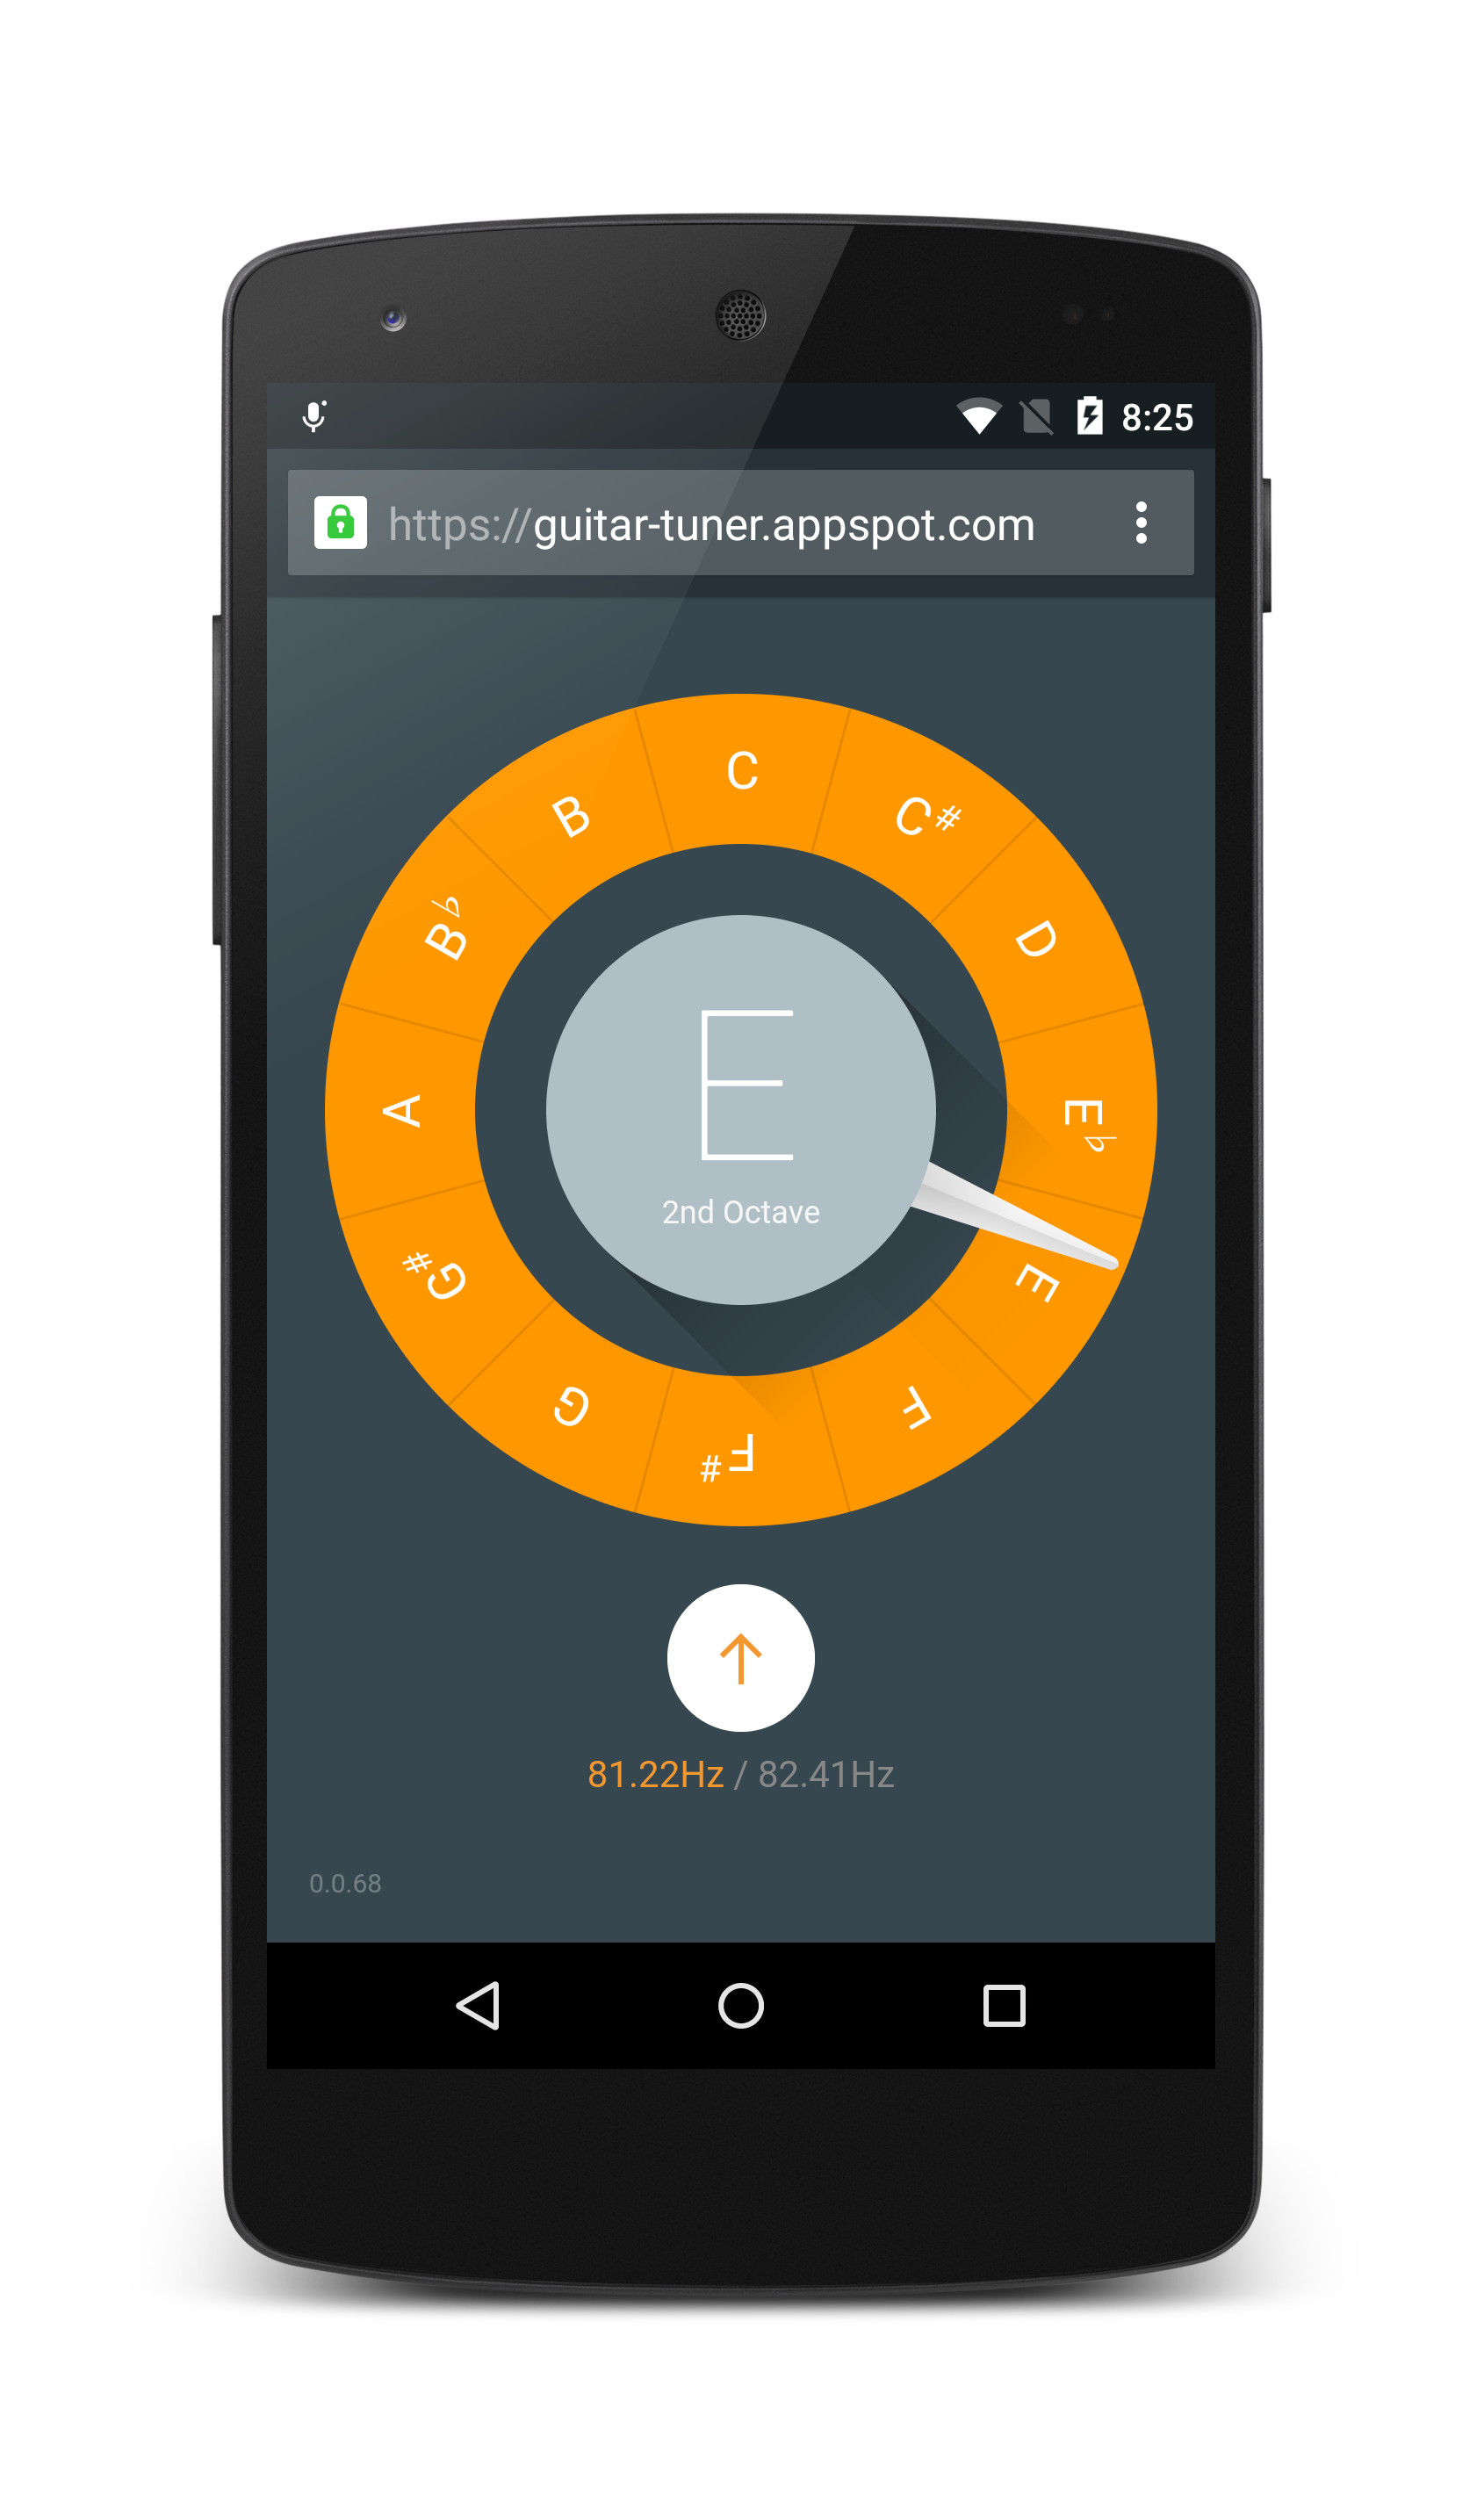 8:25
https://guitar-tuner.appspot.com
C
C#
D
E♭
E
F
F#
G
G#
A
B♭
B
E
2nd Octave
81.22Hz / 82.41Hz
0.0.68